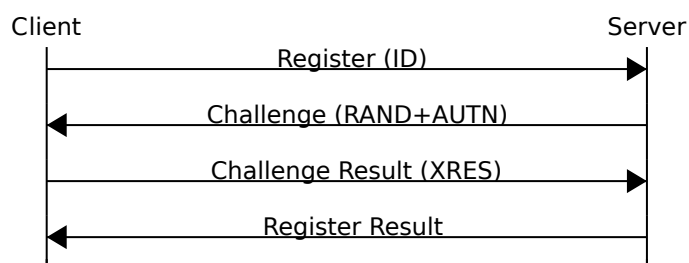 Client Server
Register (ID)
Challenge (RAND+AUTN)
Challenge Result (XRES)
Register Result